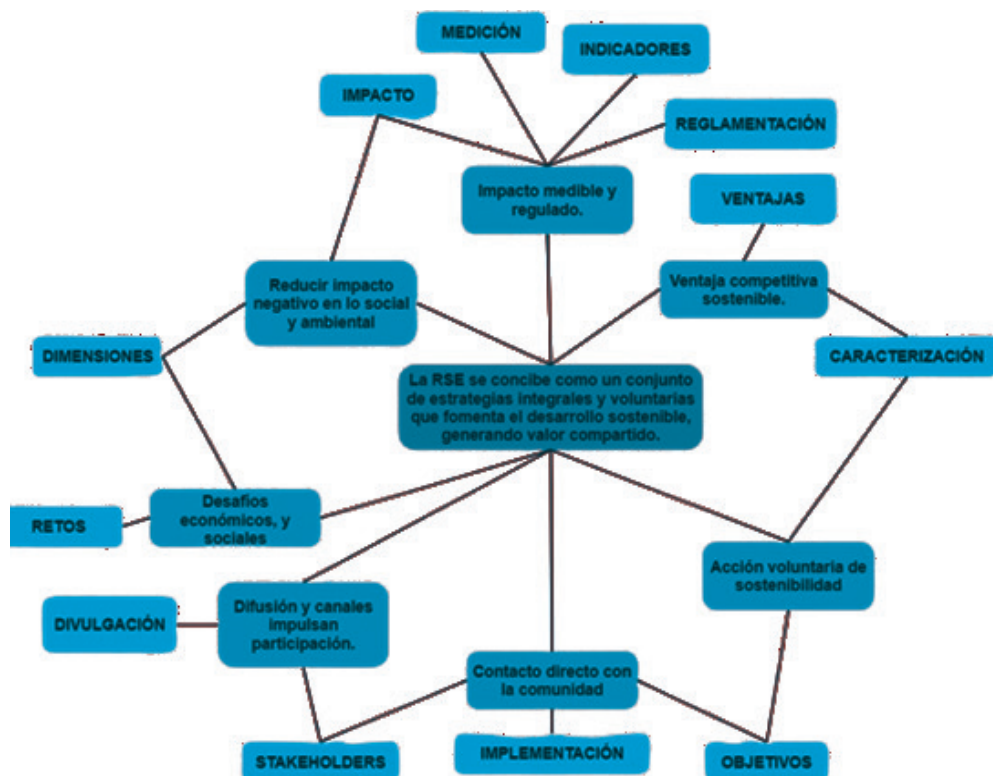 MEDICIÓN
INDICADORES
IMPACTO
REGLAMENTACIÓN
Impacto medible y
regulado.
VENTAJAS
Reducir impacto
negativo en lo social
y ambiental
Ventaja competitiva
sostenible.
DIMENSIONES
CARACTERIZACIÓN
La RSE se concibe como un conjunto
de estrategias integrales y voluntarias
que fomenta el desarrollo sostenible,
generando valor compartido.
Desafíos
económicos, y
sociales
RETOS
Acción voluntaria de
sostenibilidad
DIVULGACIÓN
Difusión y canales
impulsan
participación.
Contacto directo con
la comunidad
STAKEHOLDERS
IMPLEMENTACIÓN
OBJETIVOS